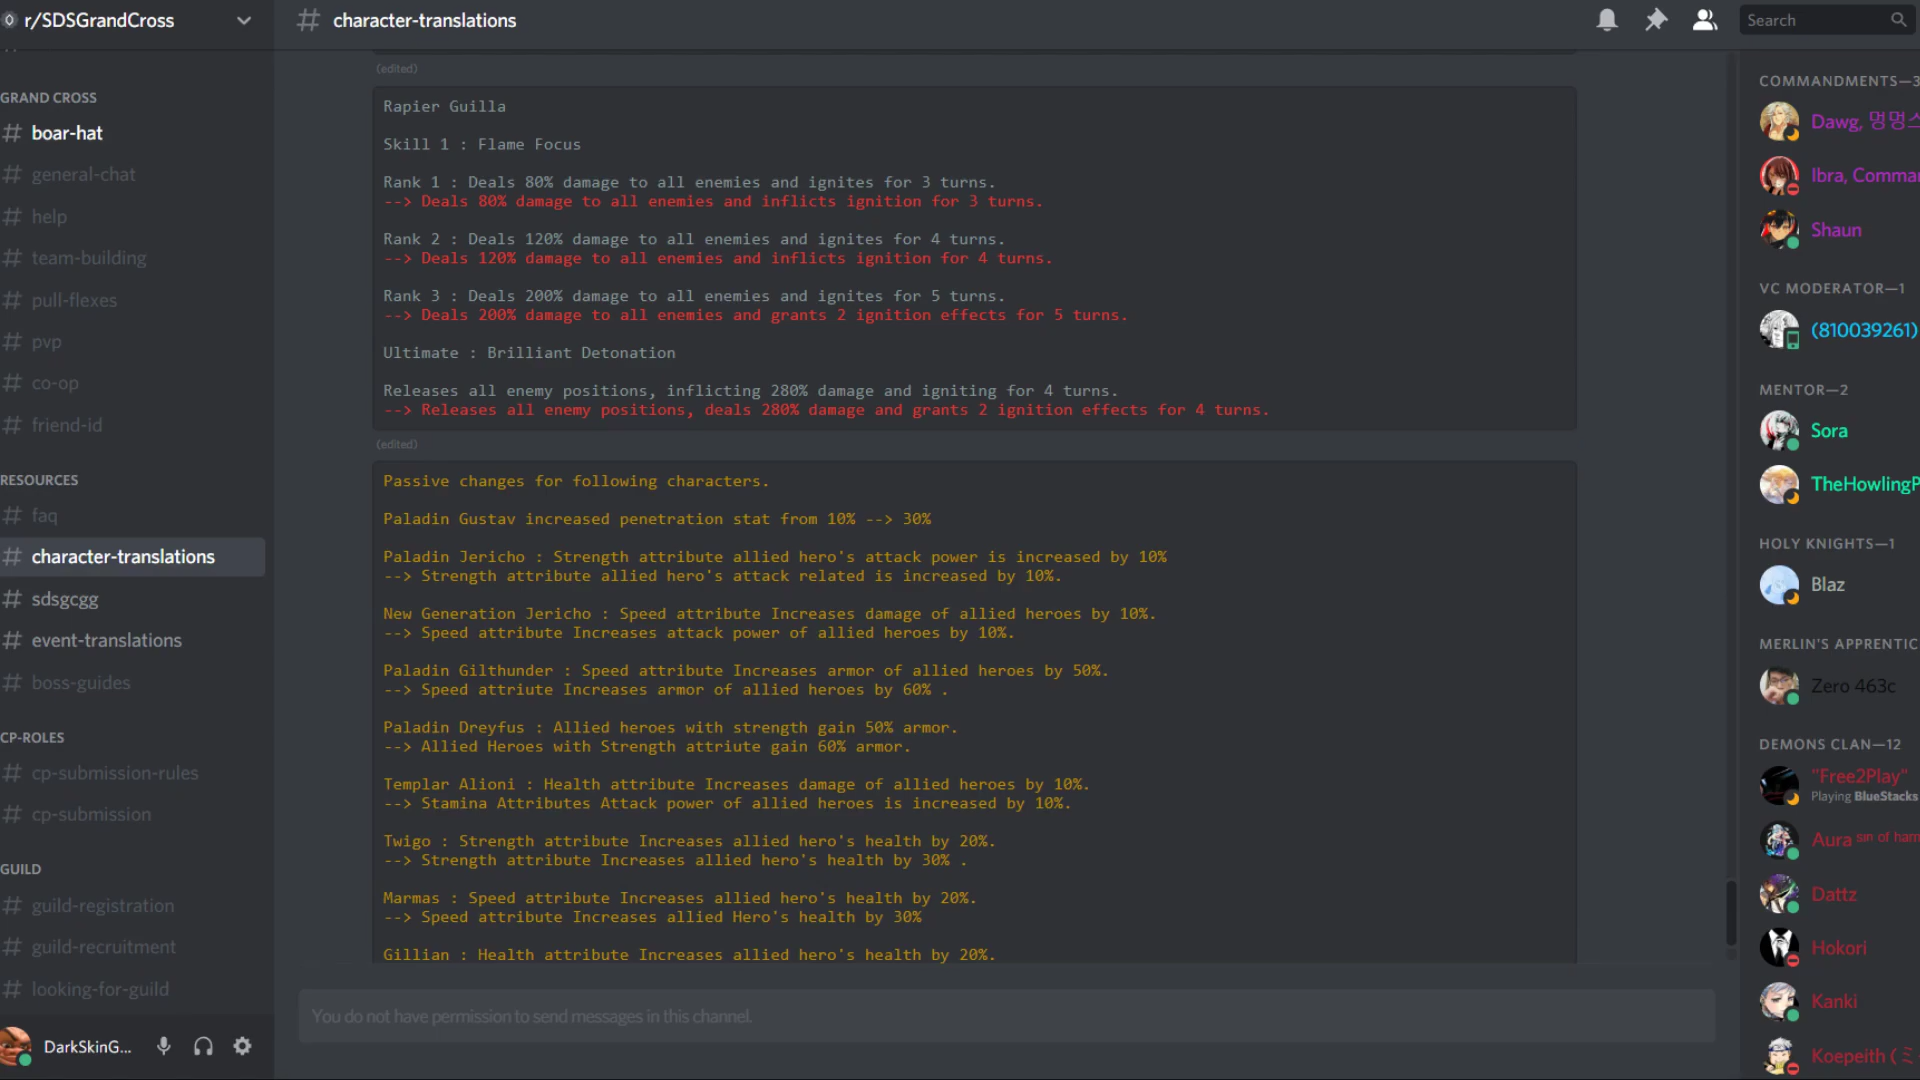 r/SDSGrandCross
GRAND CROSS
# boar-hat
# general-chat
# help
# team-building
# pull-flexes
# pvp
# co-op
# friend-id
RESOURCES
# faq
# character-translations
# sdsgcgg
# event-translations
# boss-guides
CP-ROLES
# cp-submission-rules
# cp-submission
GUILD
# guild-registration
# guild-recruitment
# looking-for-guild
DarkSkinG...
# character-translations
Search
(edited)
Rapier Guilla
Skill 1 : Flame Focus
Rank 1 : Deals 80% damage to all enemies and ignites for 3 turns.
--> Deals 80% damage to all enemies and inflicts ignition for 3 turns.
Rank 2 : Deals 120% damage to all enemies and ignites for 4 turns.
--> Deals 120% damage to all enemies and inflicts ignition for 4 turns.
Rank 3 : Deals 200% damage to all enemies and ignites for 5 turns.
--> Deals 200% damage to all enemies and grants 2 ignition effects for 5 turns.
Ultimate : Brilliant Detonation
Releases all enemy positions, inflicting 280% damage and igniting for 4 turns.
--> Releases all enemy positions, deals 280% damage and grants 2 ignition effects for 4 turns.
(edited)
Passive changes for following characters.
Paladin Gustav increased penetration stat from 10% --> 30%
Paladin Jericho : Strength attribute allied hero's attack power is increased by 10%
--> Strength attribute allied hero's attack related is increased by 10%.
New Generation Jericho : Speed attribute Increases damage of allied heroes by 10%.
--> Speed attribute Increases attack power of allied heroes by 10%.
Paladin Gilthunder : Speed attribute Increases armor of allied heroes by 50%.
--> Speed attriute Increases armor of allied heroes by 60% .
Paladin Dreyfus : Allied heroes with strength gain 50% armor.
--> Allied Heroes with Strength attriute gain 60% armor.
Templar Alioni : Health attribute Increases damage of allied heroes by 10%.
--> Stamina Attributes Attack power of allied heroes is increased by 10%.
Twigo : Strength attribute Increases allied hero's health by 20%.
--> Strength attribute Increases allied hero's health by 30% .
Marmas : Speed attribute Increases allied hero's health by 20%.
--> Speed attribute Increases allied Hero's health by 30%
Gillian : Health attribute Increases allied hero's health by 20%.
You do not have permission to send messages in this channel.
COMMANDMENTS—3
Dawg, 멍멍
Ibra, Comma
Shaun
VC MODERATOR—1
(810039261)
MENTOR—2
Sora
TheHowlingP
HOLY KNIGHTS—1
Blaz
MERLIN'S APPRENTIC
Zero 463c
DEMONS CLAN—12
"Free2Play"
Playing BlueStacks
Aura sin of har
Dattz
Hokori
Kanki
Koepeith (ミ